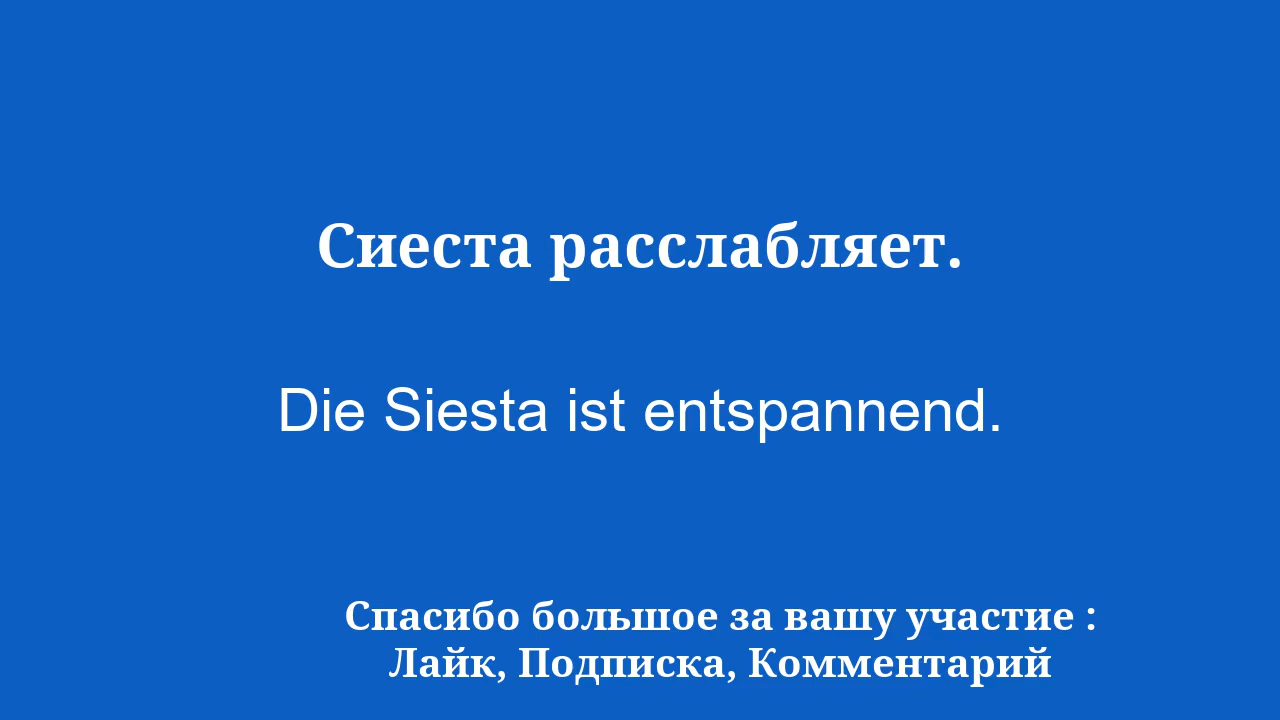 Сиеста расслабляет.
Die Siesta ist entspannend.
Спасибо большое за вашу участие :
Лайк, Подписка, Комментарий